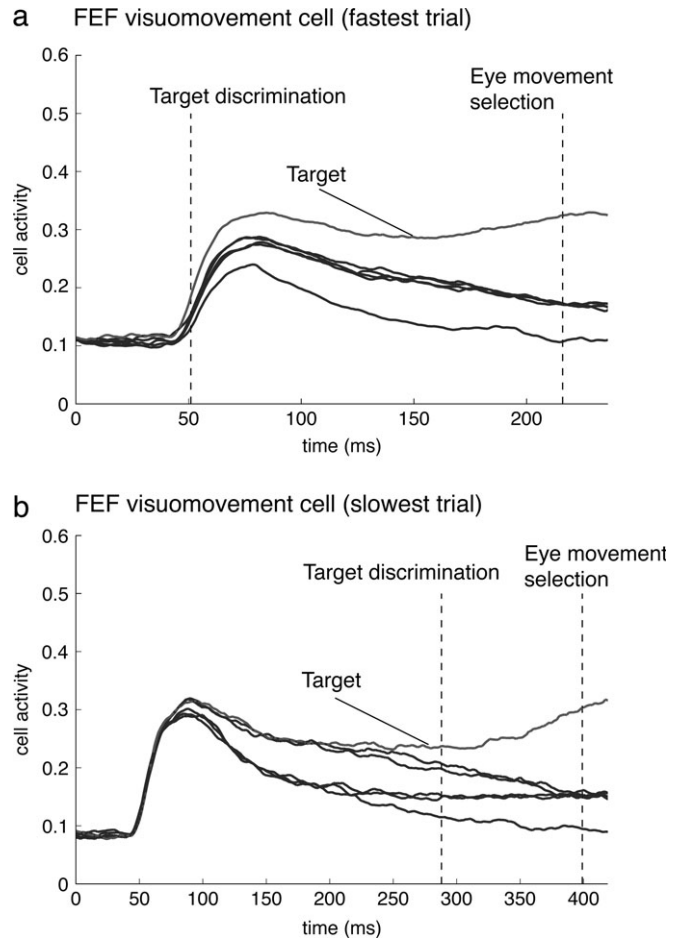 a FEF visuomovement cell (fastest trial)
0.6
Eye movement
selection
Target discrimination
0.5
0.4
Target
cell activity
0.3
0.2
0.1
0
0 50 100 150 200
time (ms)
b FEF visuomovement cell (slowest trial)
0.6
Eye movement
Target discrimination
selection
0.5
0.4
Target
cell activity
0.3
0.2
0.1
0
0 50 100 150 200 250 300 350 400
time (ms)